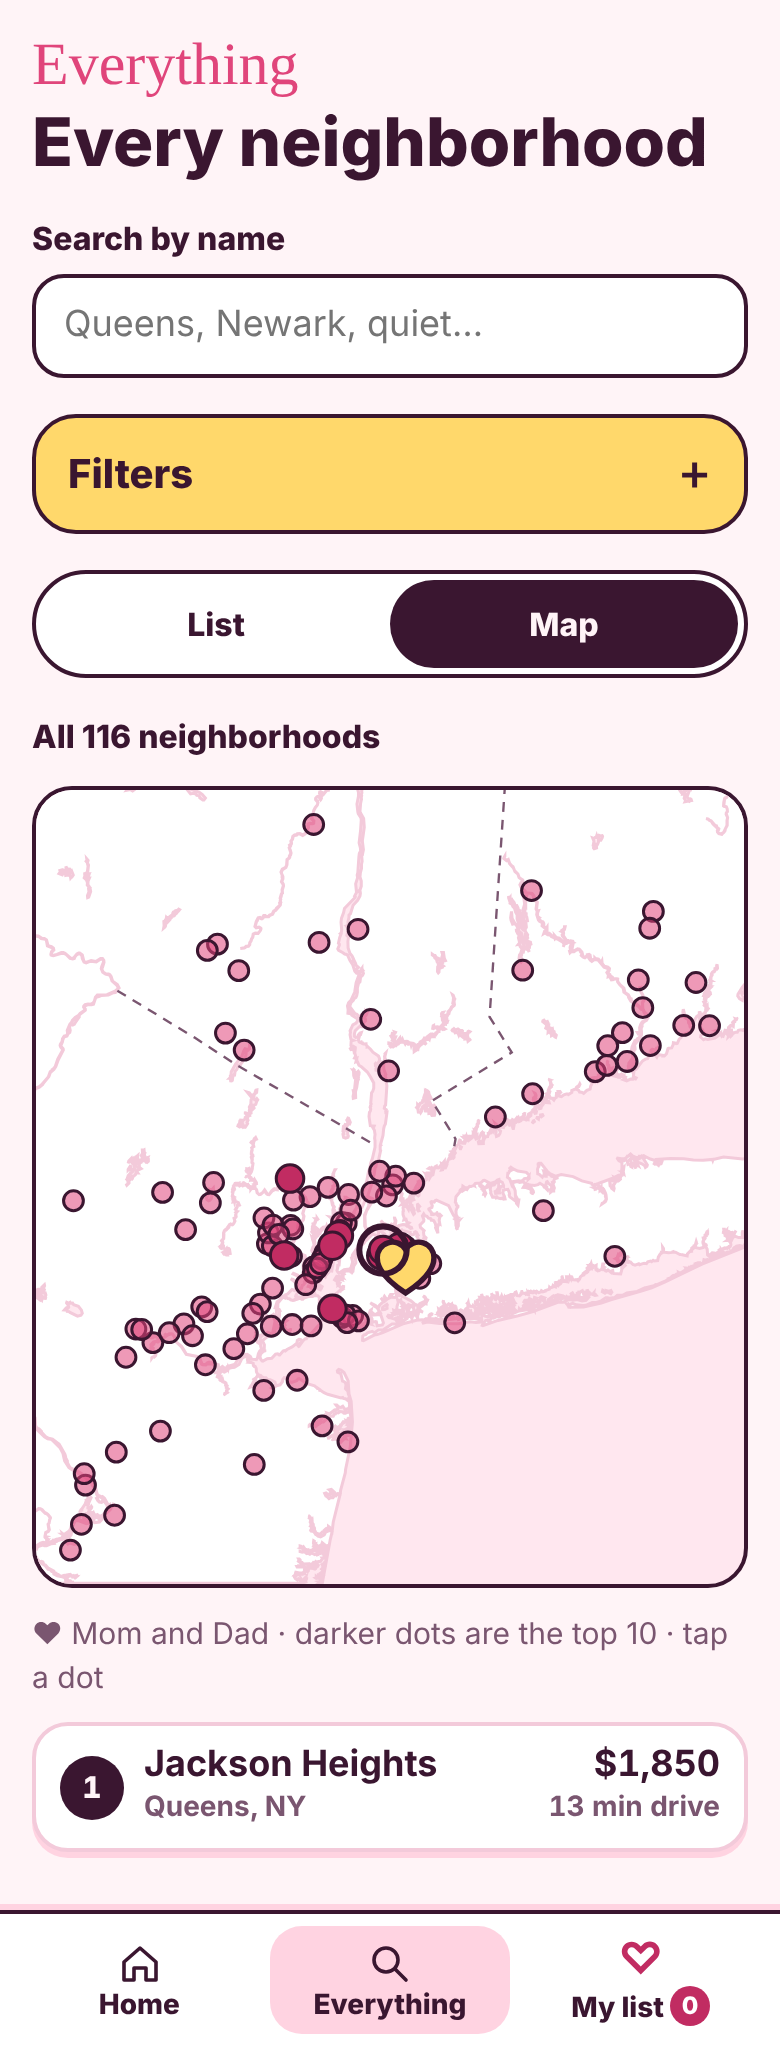 Everything
Every neighborhood
Search by name
Queens, Newark, quiet...
Filters +
List Map
All 116 neighborhoods
♥ Mom and Dad · darker dots are the top 10 · tap
a dot
1 Jackson Heights $1,850
Queens, NY 13 min drive
Home Everything My list 0